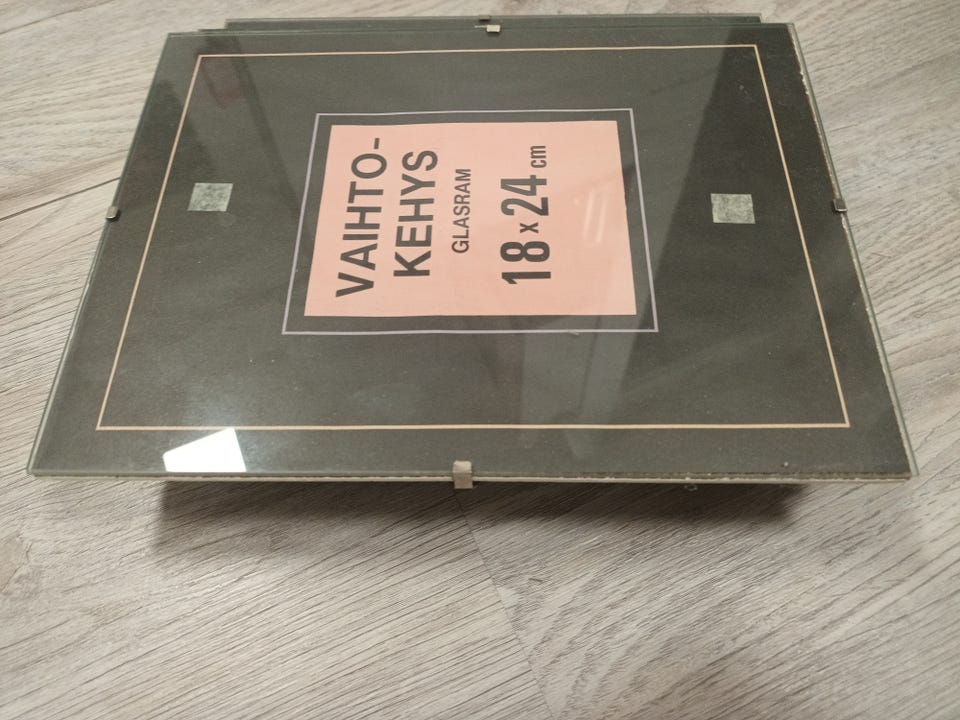 VAIHTO-
KEHYS
GLASRAM
18 x 24 cm